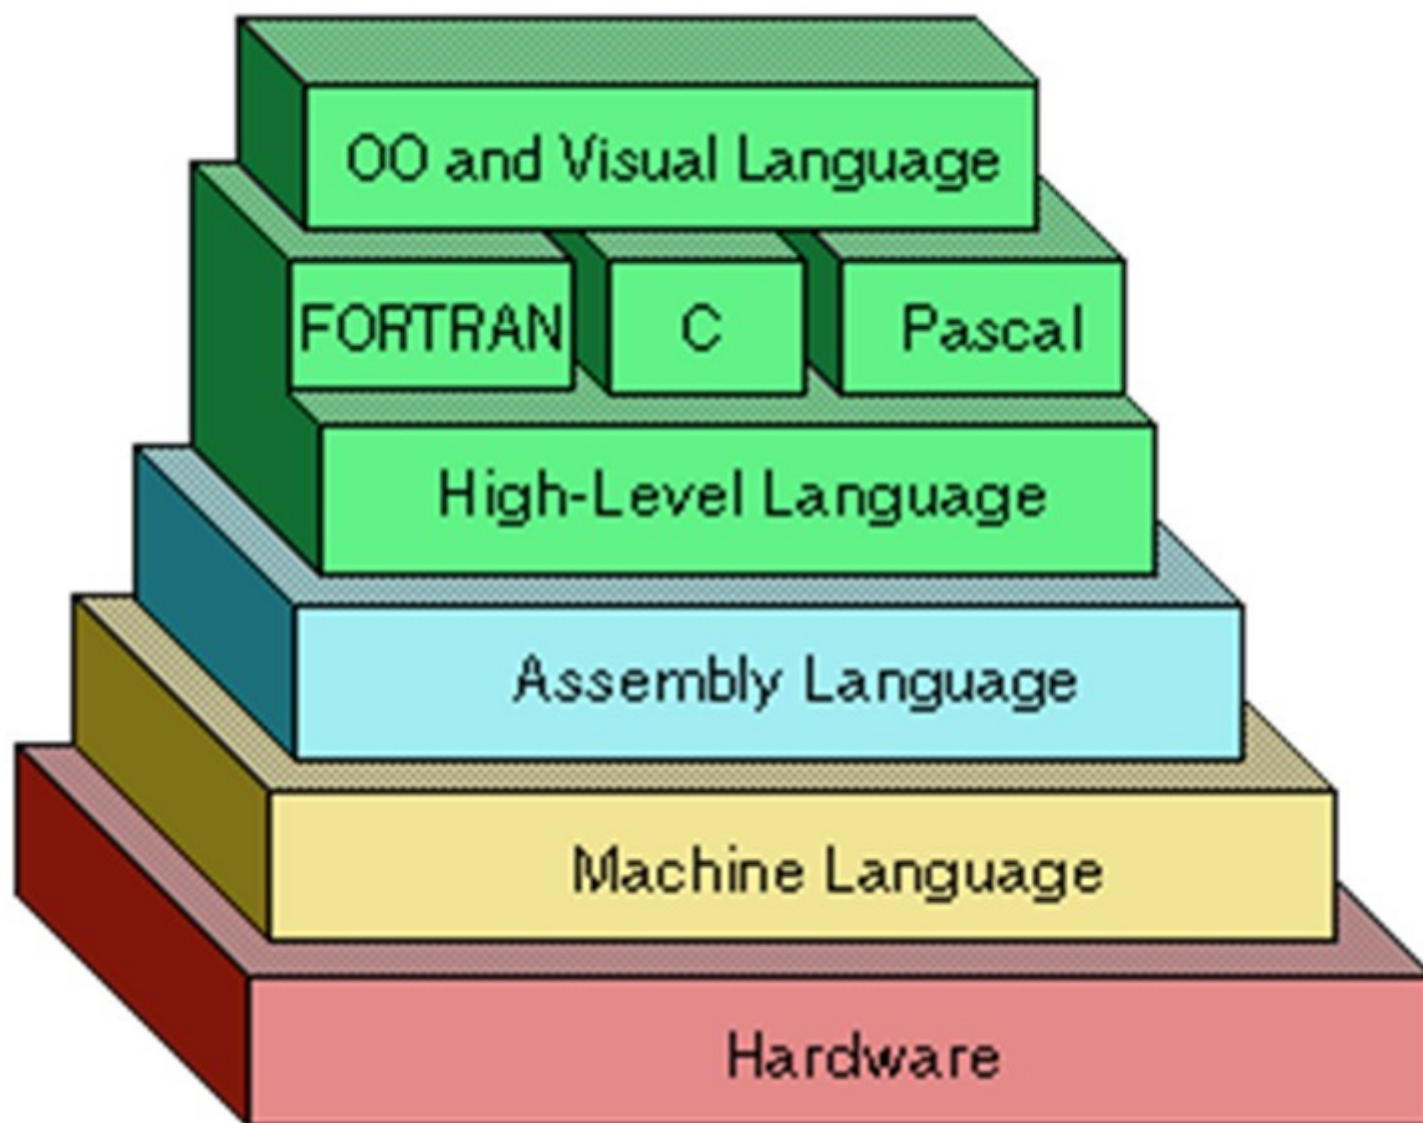 OO and Visual Language
FORTRAN
C
Pascal
High-Level Language
Assembly Language
Machine Language
Hardware